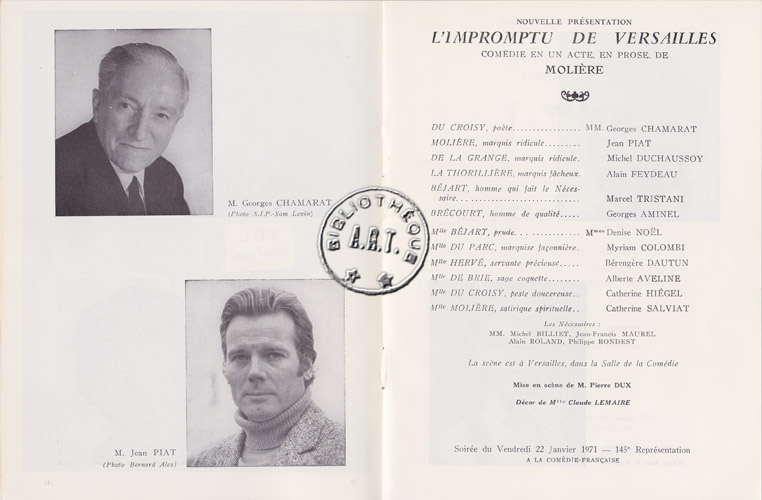 M. Georges CHAMARAT
(Photo S.I.P.-Sam Levin)
M. Jean PIAT
(Photo Bernard Ales)
BIBLIOTHÈQUE
A.R.T.
NOUVELLE PRÉSENTATION
L'IMPROMPTU DE VERSAILLES
COMÉDIE EN UN ACTE, EN PROSE, DE
MOLIÈRE
DU CROISY, poète................ MM. Georges CHAMARAT
MOLIÈRE, marquis ridicule......... Jean PIAT
DE LA GRANGE, marquis ridicule. Michel DUCHAUSSOY
LA THORILLIÈRE, marquis fâcheux. Alain FEYDEAU
BÉJART, homme qui fait le Néces-
saire............................ Marcel TRISTANI
BRÉCOURT, homme de qualité..... Georges AMINEL
Mlle BÉJART, prude............... Mmes Denise NOËL
Mlle DU PARC, marquise façonnière. Myriam COLOMBI
Mlle HERVÉ, servante précieuse..... Bérengère DAUTUN
Mlle DE BRIE, sage coquette........ Alberte AVELINE
Mlle DU CROISY, peste doucereuse.. Catherine HIÉGEL
Mlle MOLIÈRE, satirique spirituelle.. Catherine SALVIAT
Les Nécessaires :
MM. Michel BILLIET, Jean-Francis MAUREL
Alain ROLAND, Philippe RONDEST
La scène est à Versailles, dans la Salle de la Comédie
Mise en scène de M. Pierre DUX
Décor de Mlle Claude LEMAIRE
Soirée du Vendredi 22 Janvier 1971 — 145e Représentation
A LA COMÉDIE-FRANÇAISE